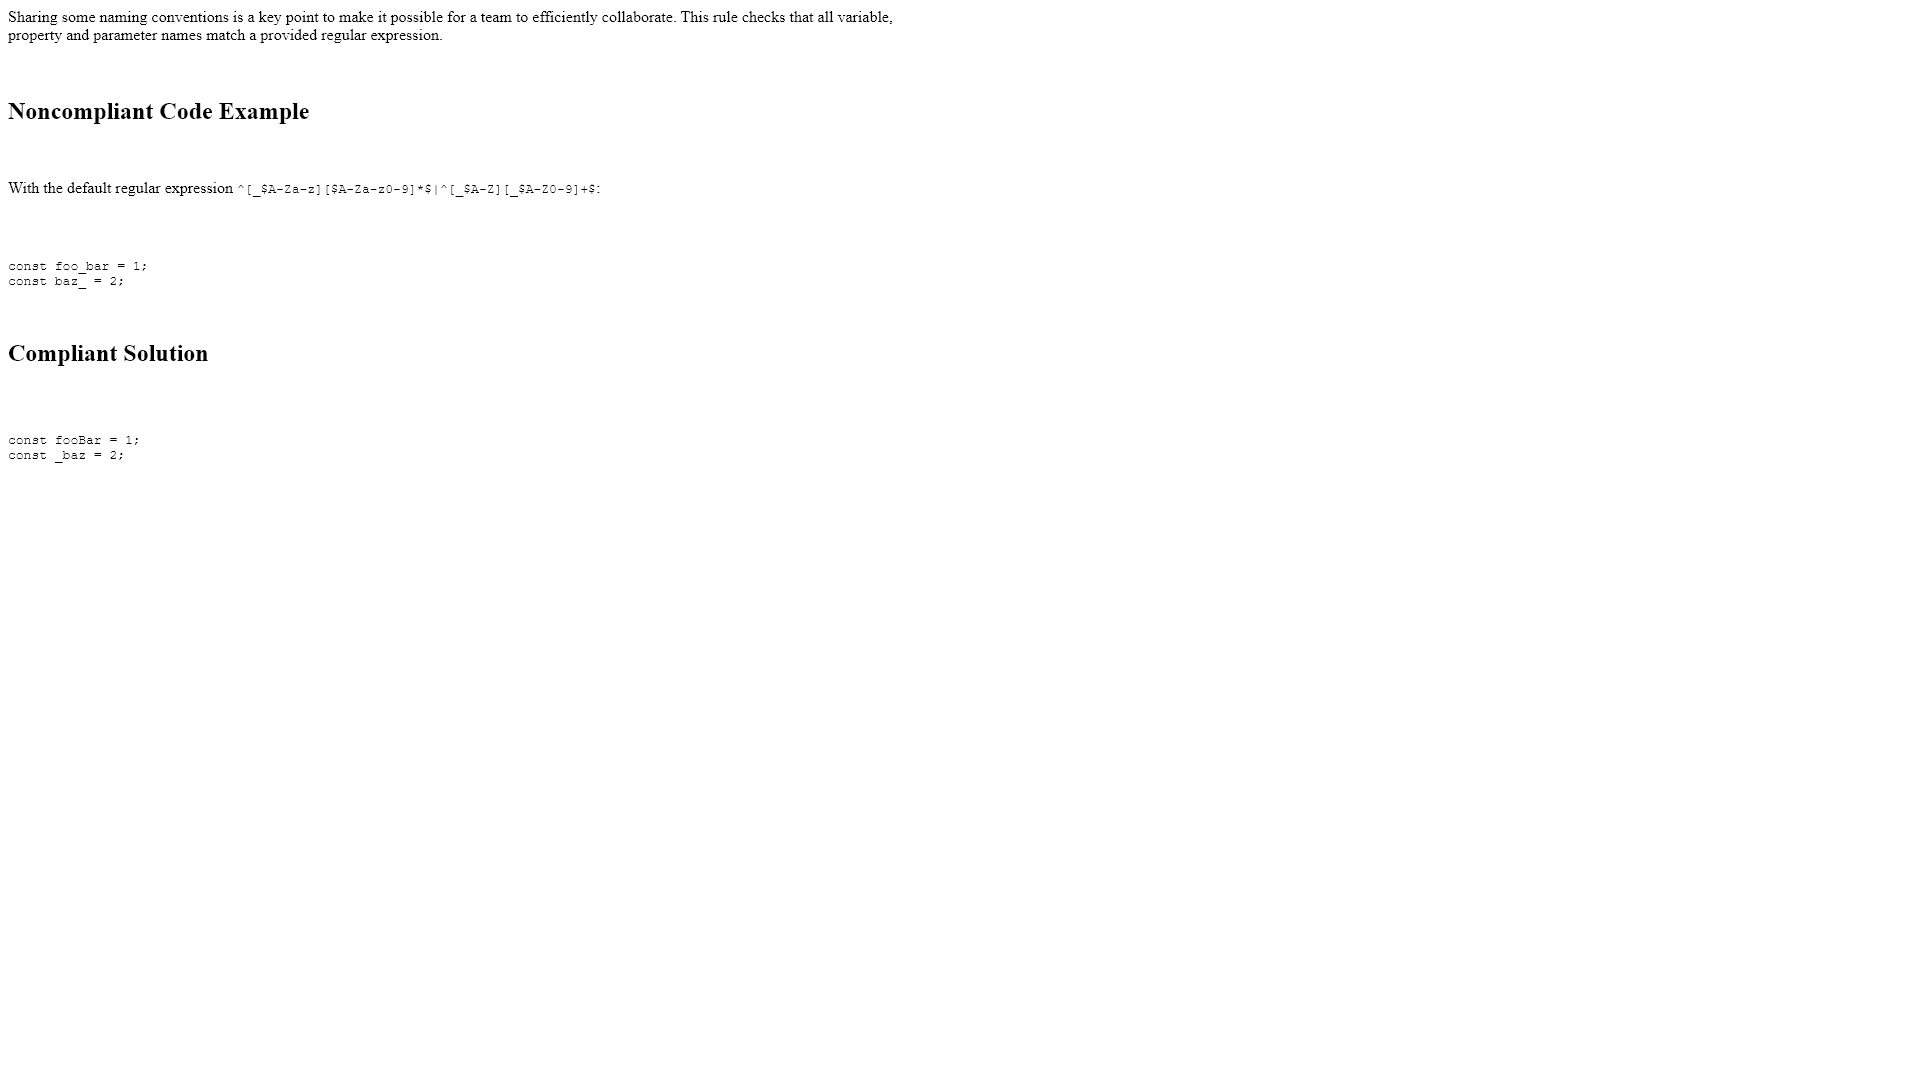 Sharing some naming conventions is a key point to make it possible for a team to efficiently collaborate. This rule checks that all variable,
property and parameter names match a provided regular expression.
Noncompliant Code Example
With the default regular expression ^[_$A-Za-z][$A-Za-z0-9]*$|^[_$A-Z][_$A-Z0-9]+$:
const foo_bar = 1;
const baz_ = 2;
Compliant Solution
const fooBar = 1;
const _baz = 2;